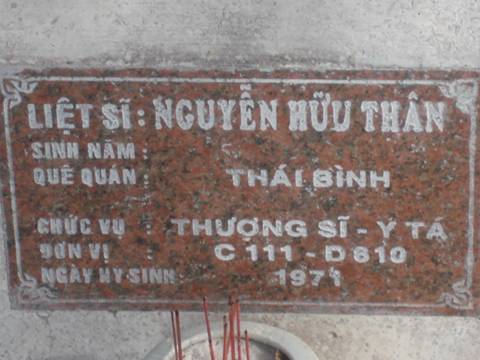 LIỆT SĨ: NGUYỄN HỮU THÂN
SINH NĂM :
QUÊ QUÁN : THÁI BÌNH
CHỨC VỤ : THƯỢNG SĨ - Y TÁ
ĐƠN VỊ : C 111 - D 810
NGÀY HY SINH: 1971